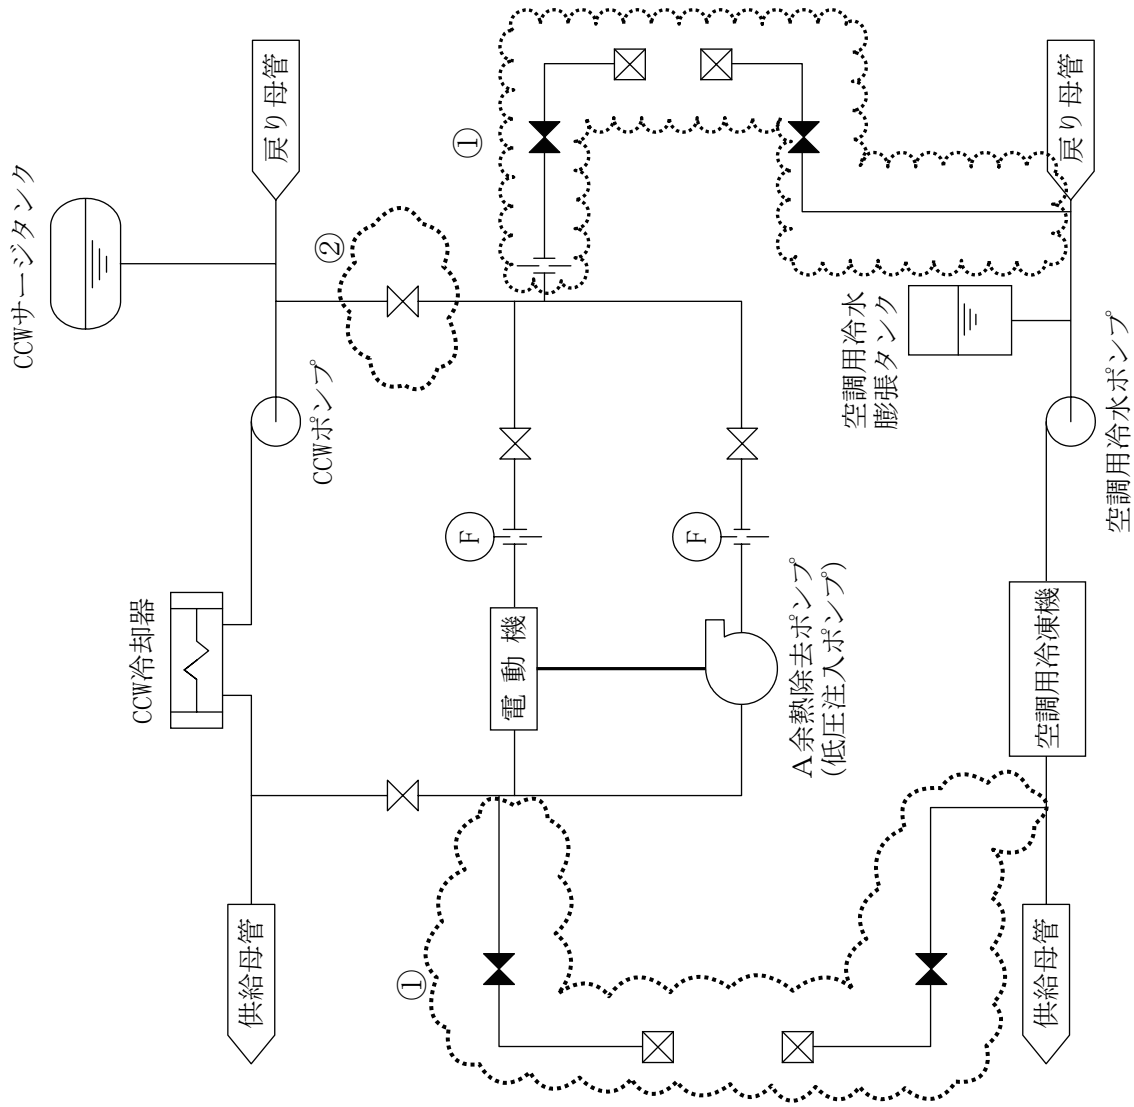 CCWサージタンク
戻り母管
②
①
CCWポンプ
CCW冷却器
供給母管
F
電動機
F
A余熱除去ポンプ
(低圧注入ポンプ)
①
空調用冷水
膨張タンク
戻り母管
空調用冷水ポンプ
空調用冷凍機
供給母管